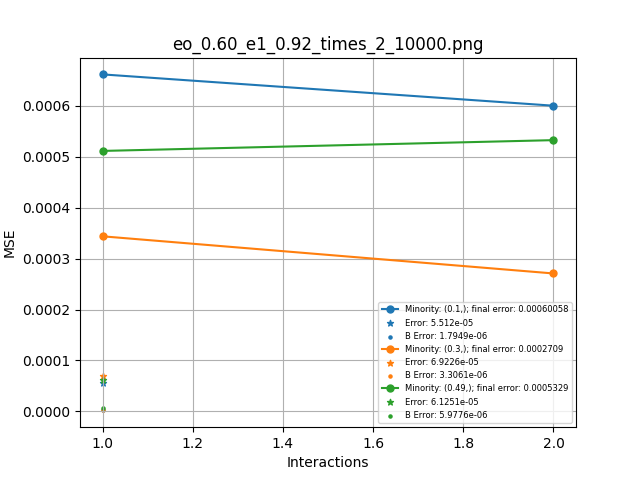 eo_0.60_e1_0.92_times_2_10000.png
0.0006
0.0005
0.0004
0.0003
0.0002
0.0001
0.0000
MSE
Minority: (0.1,); final error: 0.00060058
Error: 5.512e-05
B Error: 1.7949e-06
Minority: (0.3,); final error: 0.0002709
Error: 6.9226e-05
B Error: 3.3061e-06
Minority: (0.49,); final error: 0.0005329
Error: 6.1251e-05
B Error: 5.9776e-06
1.0 1.2 1.4 1.6 1.8 2.0
Interactions